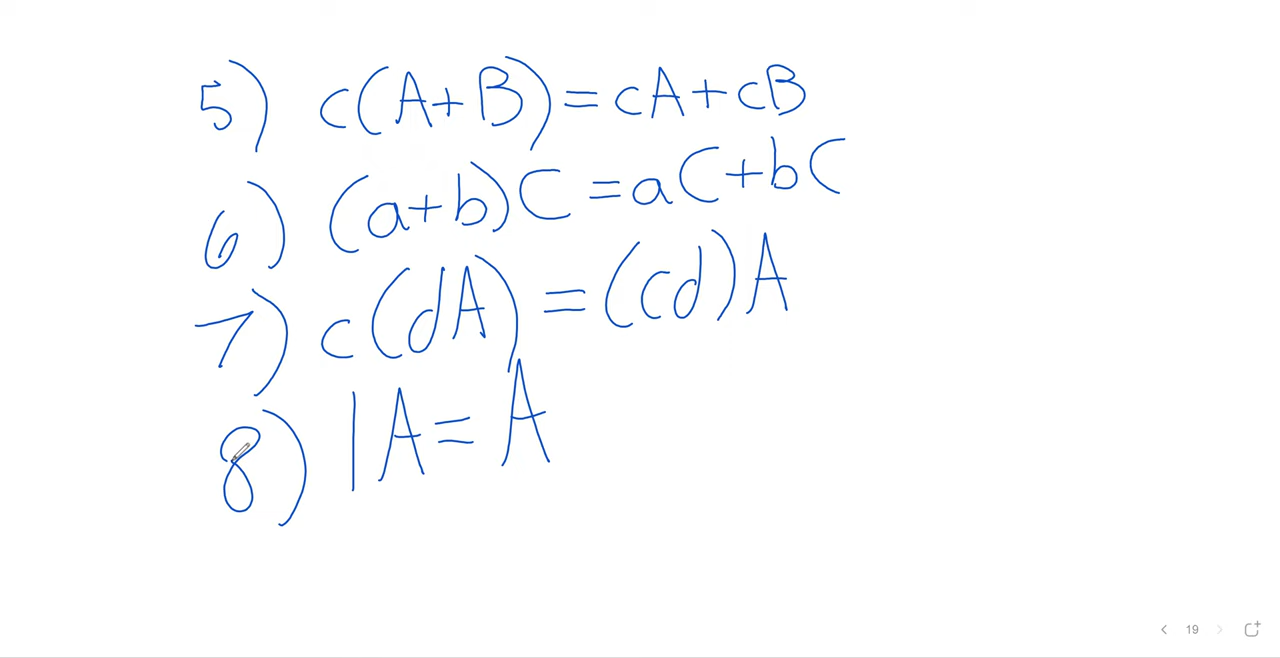 5) c(A+B)=cA+cB
6) (a+b)C=aC+bC
7) c(dA)=(cd)A
8) 1A=A
19